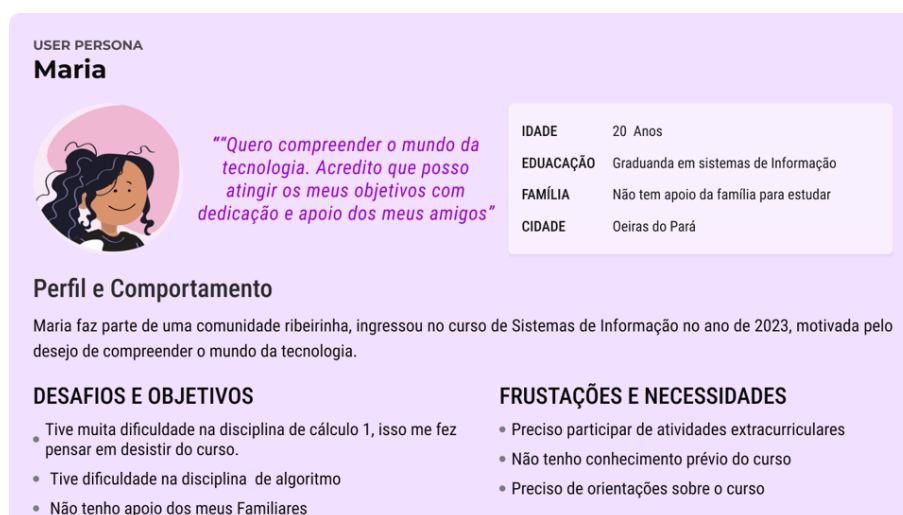 USER PERSONA
Maria
““Quero compreender o mundo da
tecnologia. Acredito que posso
atingir os meus objetivos com
dedicação e apoio dos meus amigos”
IDADE 20 Anos
EDUACAÇÃO Graduanda em sistemas de Informação
FAMÍLIA Não tem apoio da família para estudar
CIDADE Oeiras do Pará
Perfil e Comportamento
Maria faz parte de uma comunidade ribeirinha, ingressou no curso de Sistemas de Informação no ano de 2023, motivada pelo
desejo de compreender o mundo da tecnologia.
DESAFIOS E OBJETIVOS
• Tive muita dificuldade na disciplina de cálculo 1, isso me fez
pensar em desistir do curso.
• Tive dificuldade na disciplina de algoritmo
• Não tenho apoio dos meus Familiares
FRUSTAÇÕES E NECESSIDADES
• Preciso participar de atividades extracurriculares
• Não tenho conhecimento prévio do curso
• Preciso de orientações sobre o curso